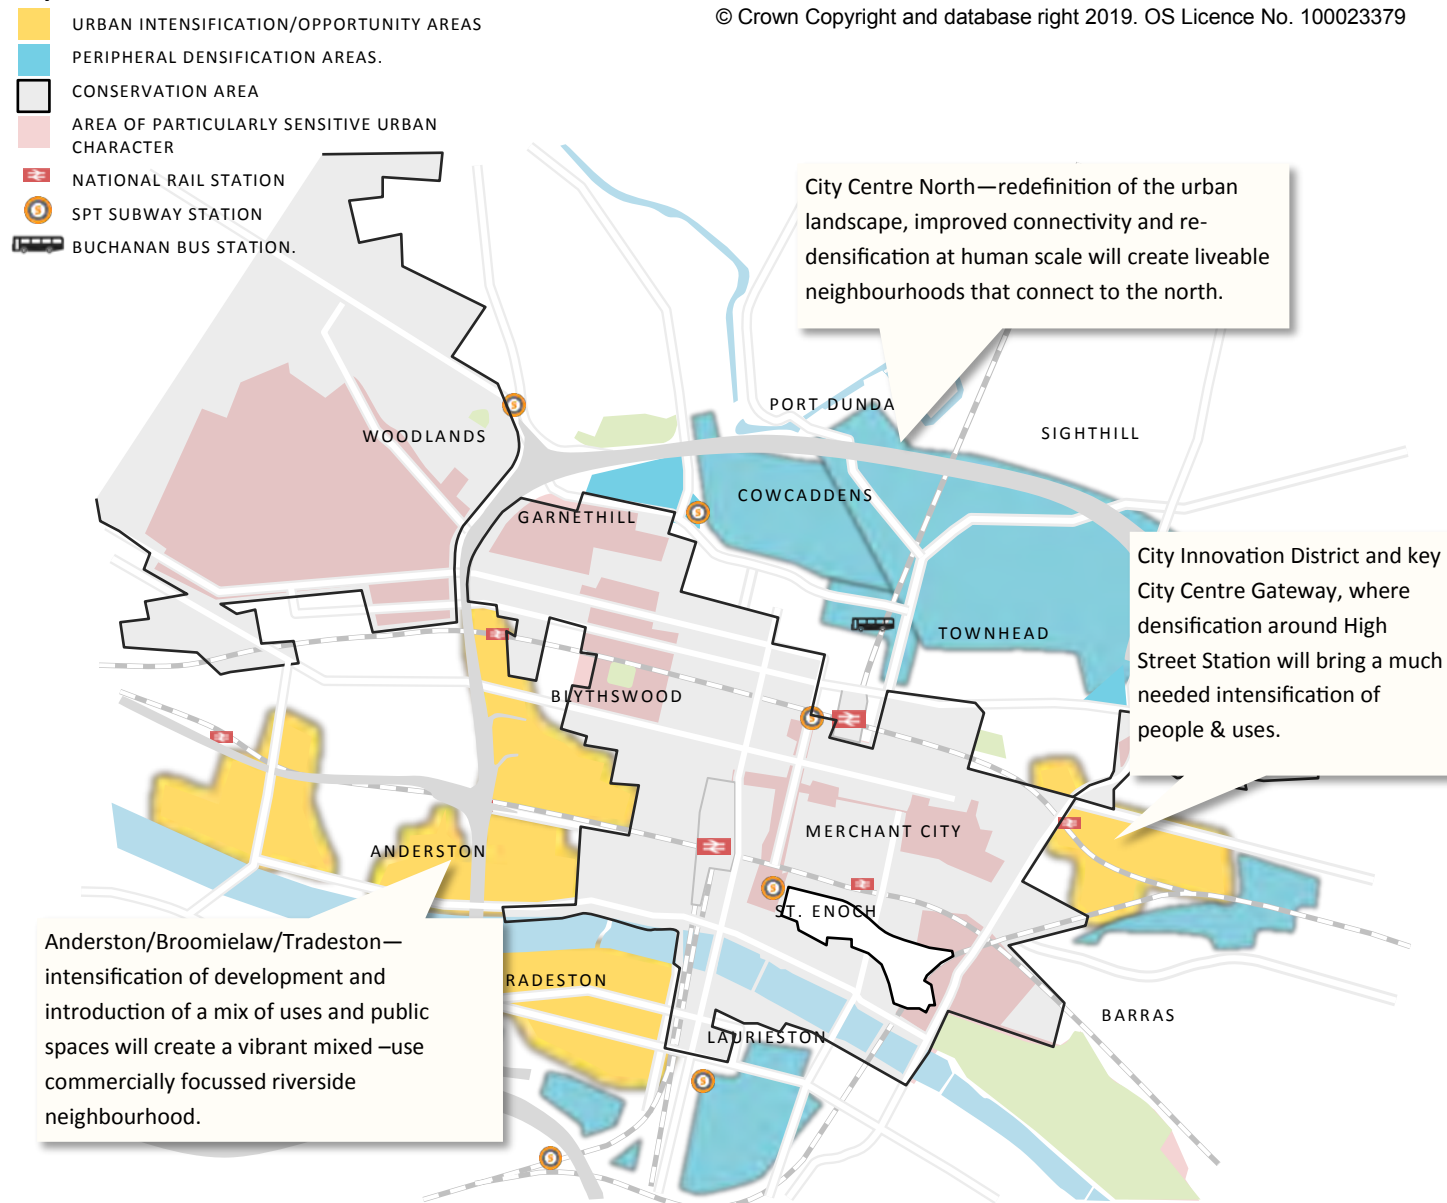 © Crown Copyright and database right 2019. OS Licence No. 100023379
URBAN INTENSIFICATION/OPPORTUNITY AREAS
PERIPHERAL DENSIFICATION AREAS.
CONSERVATION AREA
AREA OF PARTICULARLY SENSITIVE URBAN
CHARACTER
NATIONAL RAIL STATION
SPT SUBWAY STATION
BUCHANAN BUS STATION.
City Centre North—redefinition of the urban
landscape, improved connectivity and re-
densification at human scale will create liveable
neighbourhoods that connect to the north.
PORT DUNDA
SIGHTHILL
WOODLANDS
COWCADDENS
GARNETHILL
City Innovation District and key
City Centre Gateway, where
densification around High
Street Station will bring a much
needed intensification of
people & uses.
TOWNHEAD
BLYTHSWOOD
MERCHANT CITY
ANDERSTON
ST. ENOCH
Anderston/Broomielaw/Tradeston—
intensification of development and
introduction of a mix of uses and public
spaces will create a vibrant mixed –use
commercially focussed riverside
neighbourhood.
RADESTON
BARRAS
LAURIESTON